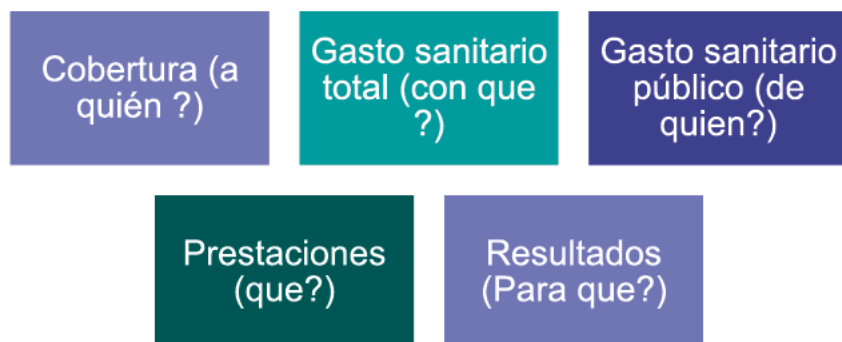 Cobertura (a
quién ?)
Gasto sanitario
total (con que
?)
Gasto sanitario
público (de
quien?)
Prestaciones
(que?)
Resultados
(Para que?)